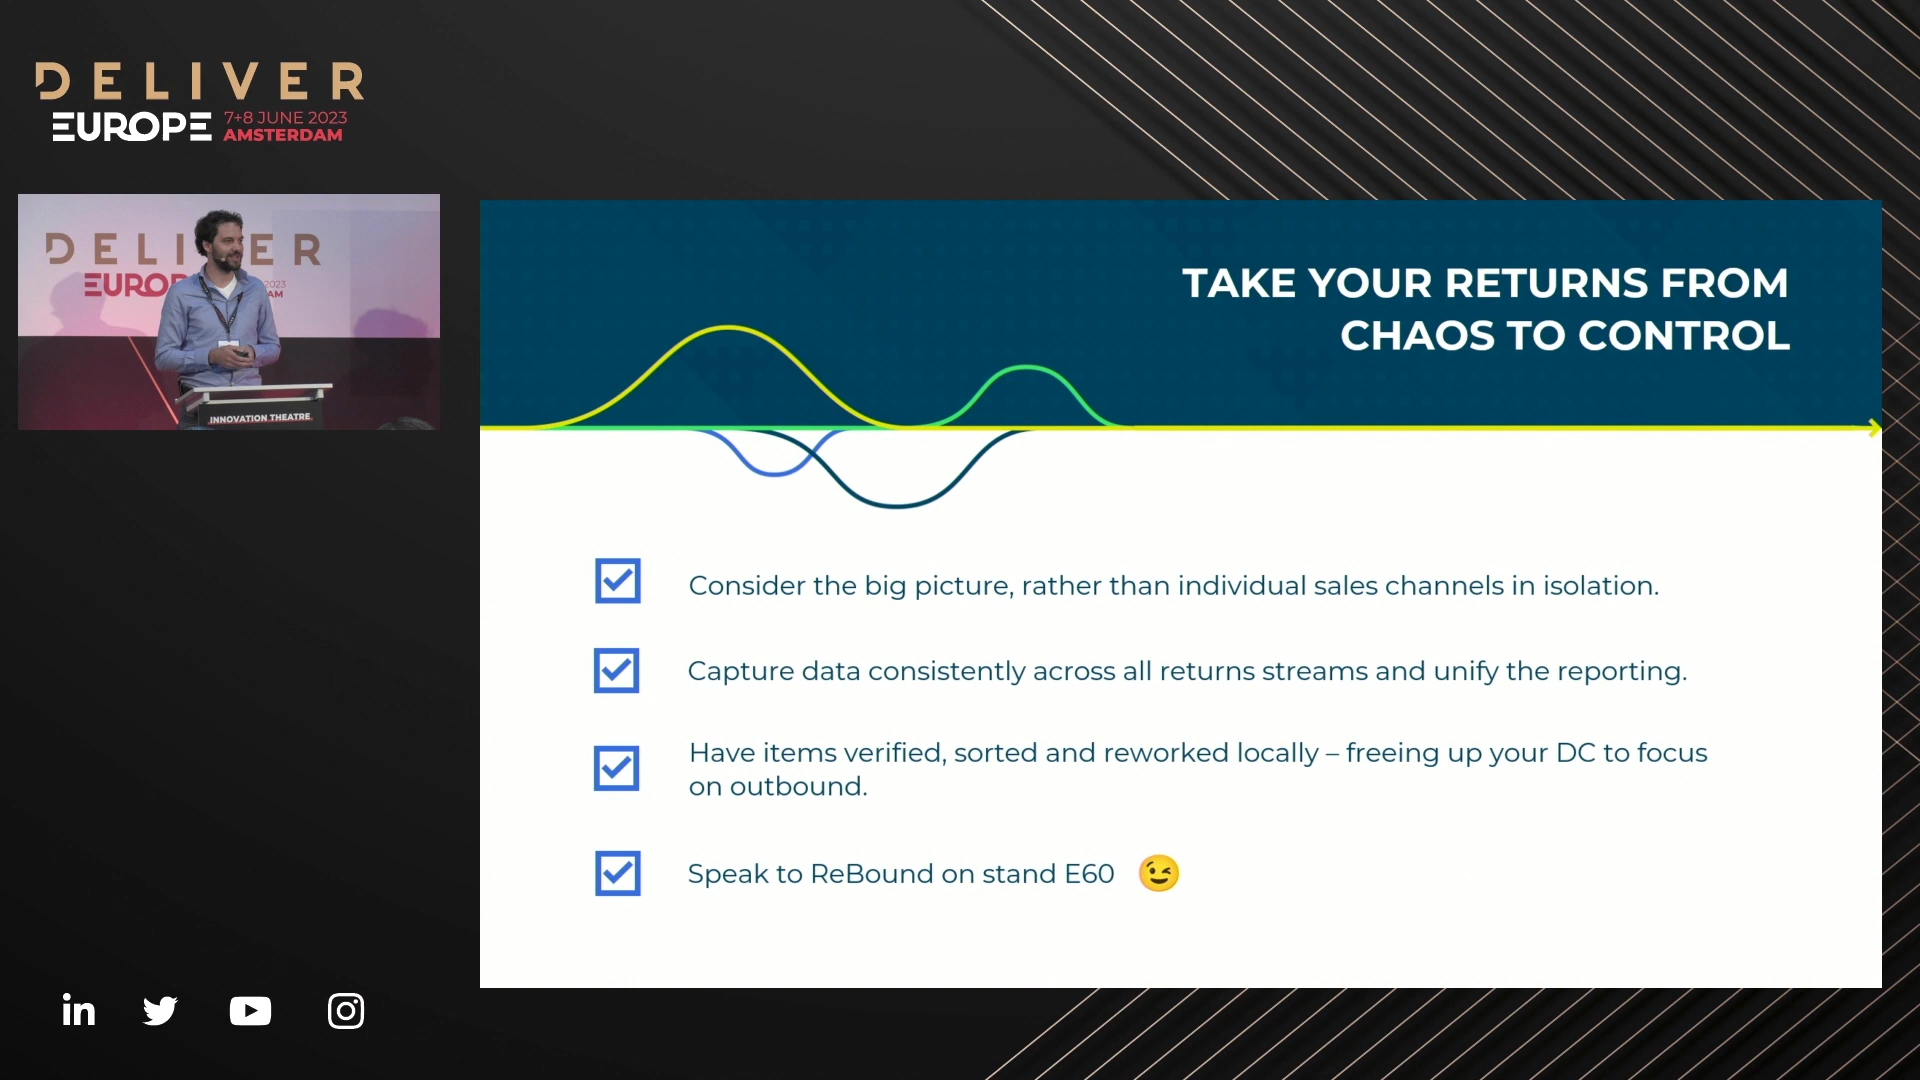 DELIVER
EUROPE 7+8 JUNE 2023
AMSTERDAM
DELI ER
EUROP 2023
AM
INNOVATION THEATRE
TAKE YOUR RETURNS FROM
CHAOS TO CONTROL
Consider the big picture, rather than individual sales channels in isolation.
Capture data consistently across all returns streams and unify the reporting.
Have items verified, sorted and reworked locally – freeing up your DC to focus
on outbound.
Speak to ReBound on stand E60 😉
in